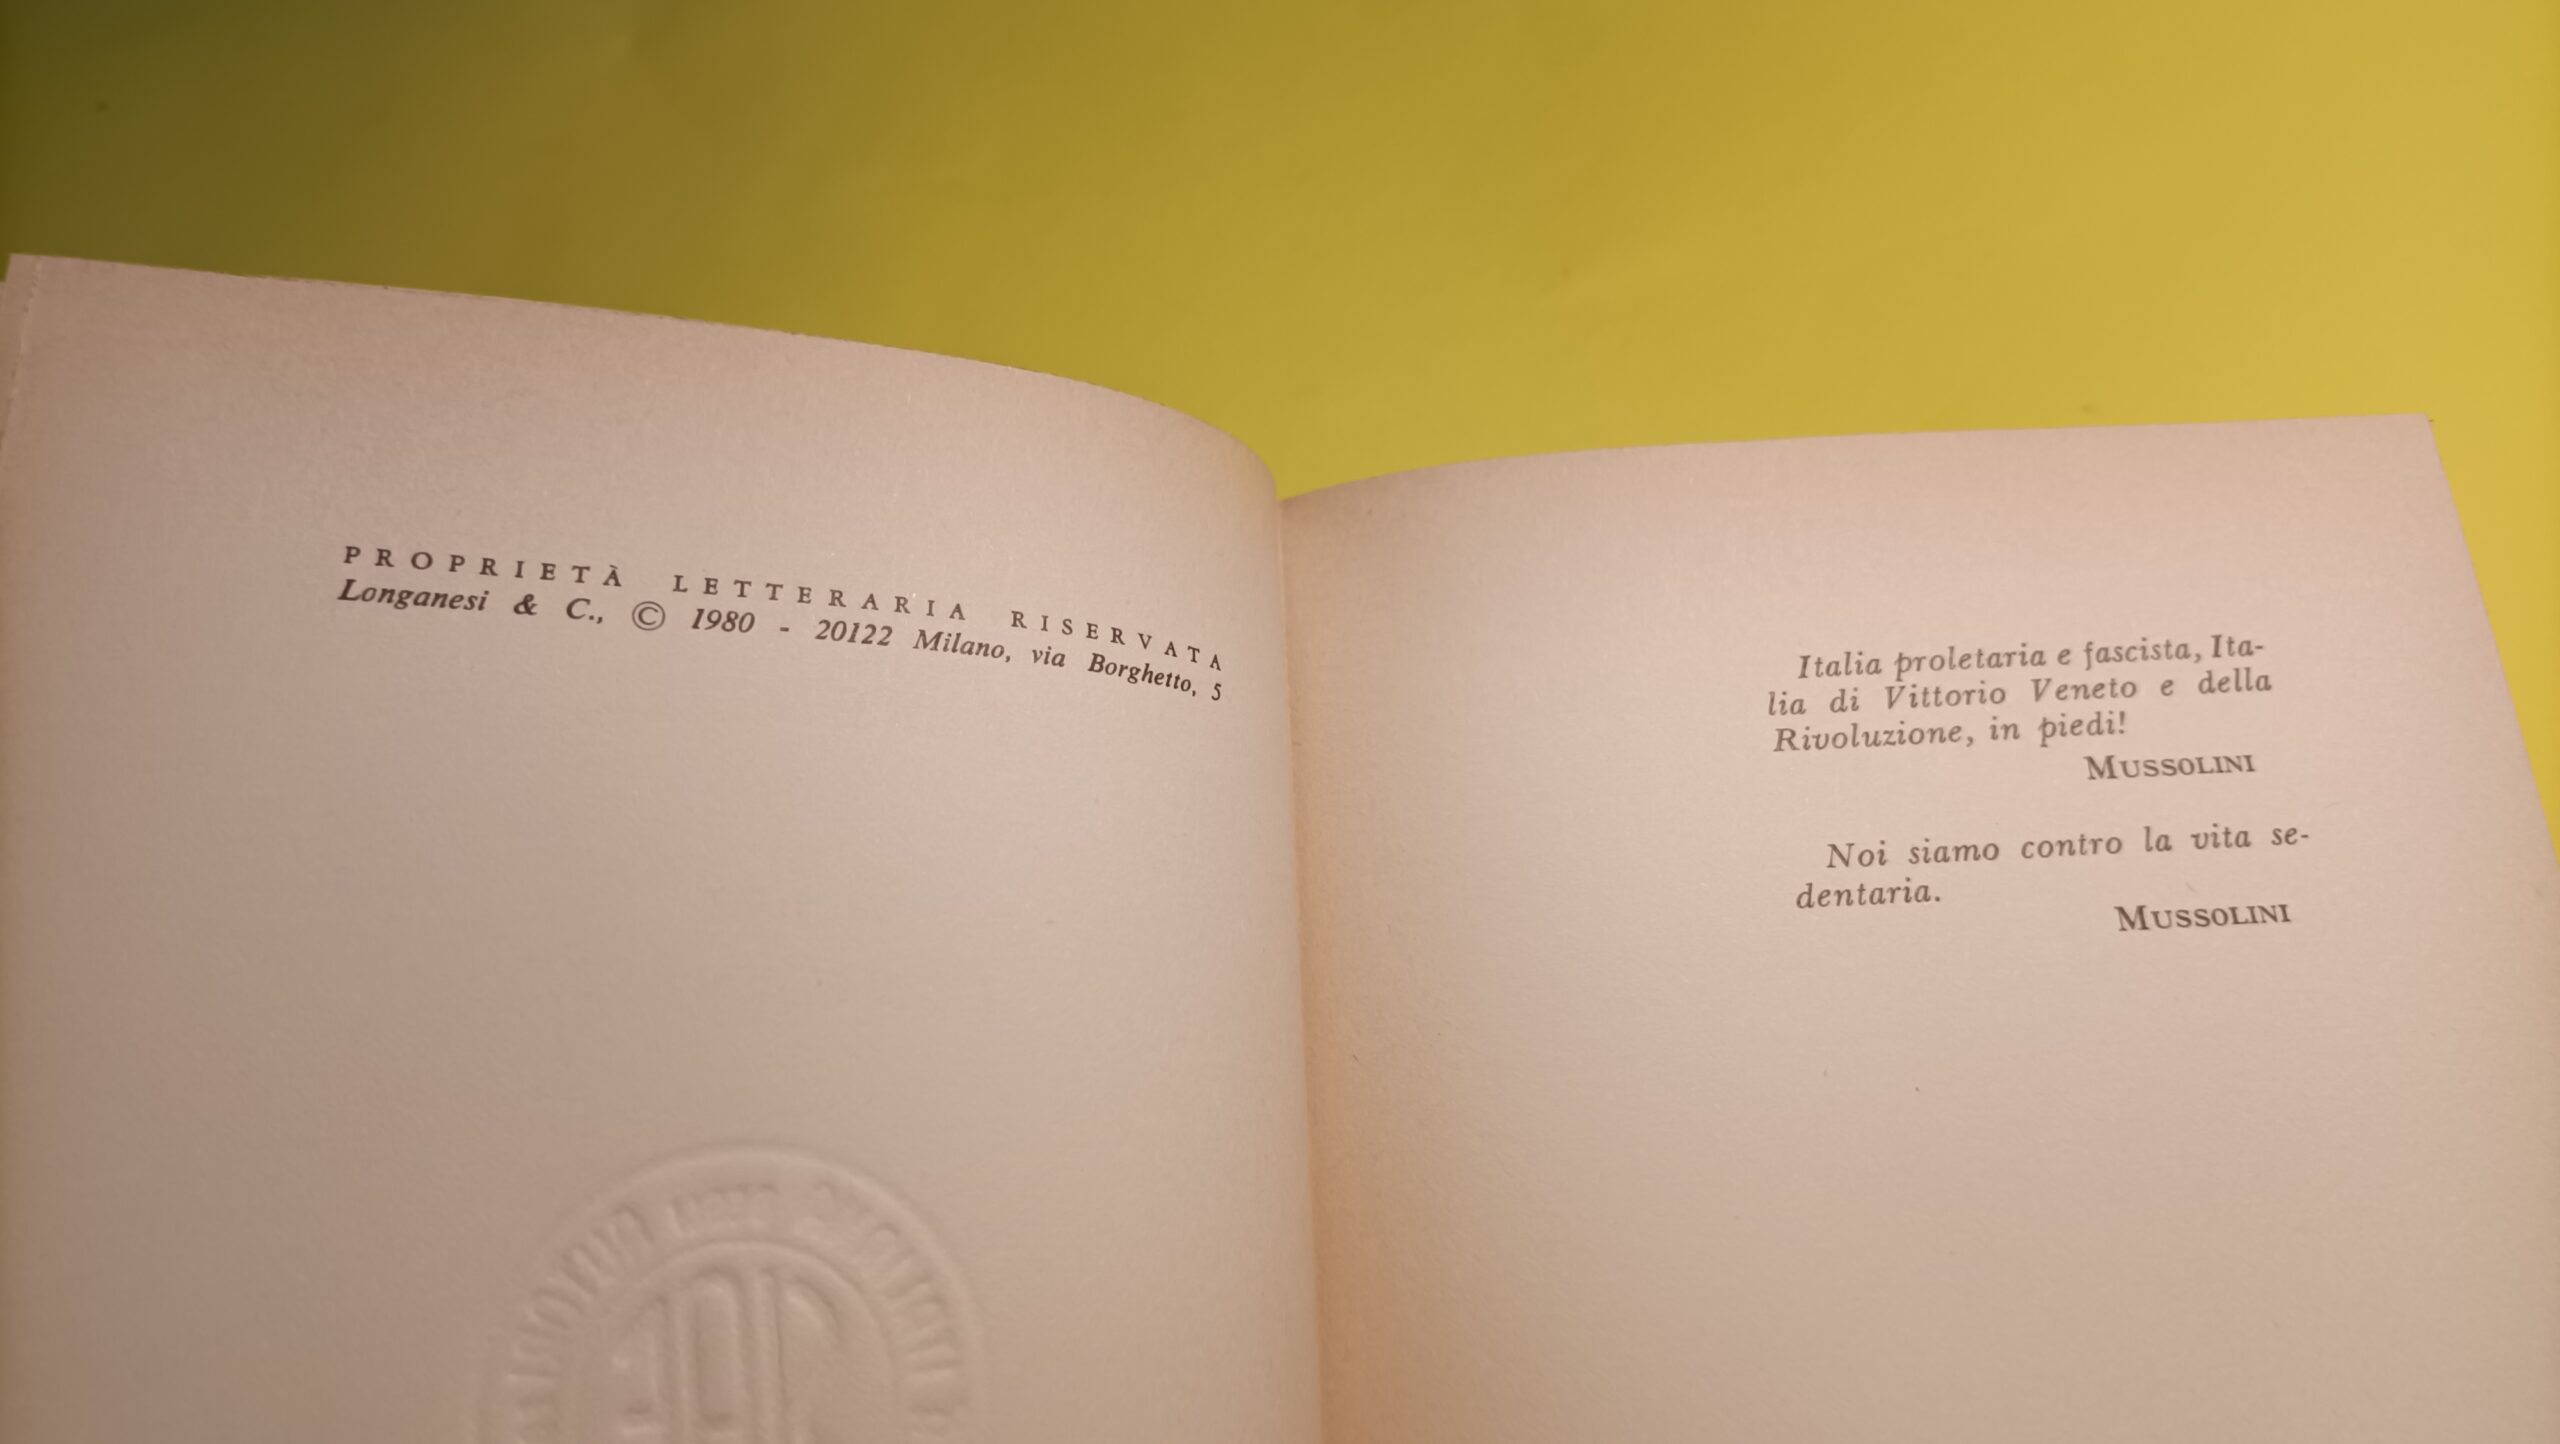 PROPRIETÀ LETTERARIA RISERVATA
Longanesi & C., © 1980 - 20122 Milano, via Borghetto, 5
Italia proletaria e fascista, Ita-
lia di Vittorio Veneto e della
Rivoluzione, in piedi!
MUSSOLINI
Noi siamo contro la vita se-
dentaria.
MUSSOLINI